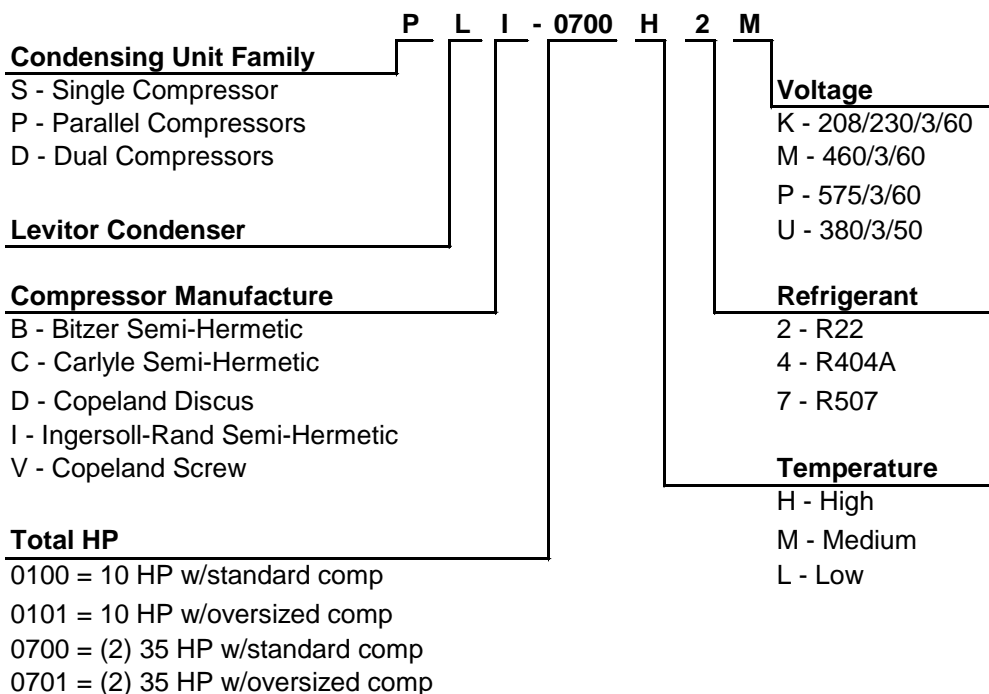 P L I - 0700 H 2 M
Condensing Unit Family
S - Single Compressor
P - Parallel Compressors
D - Dual Compressors
Levitor Condenser
Compressor Manufacture
B - Bitzer Semi-Hermetic
C - Carlyle Semi-Hermetic
D - Copeland Discus
I - Ingersoll-Rand Semi-Hermetic
V - Copeland Screw
Total HP
0100 = 10 HP w/standard comp
0101 = 10 HP w/oversized comp
0700 = (2) 35 HP w/standard comp
0701 = (2) 35 HP w/oversized comp
Voltage
K - 208/230/3/60
M - 460/3/60
P - 575/3/60
U - 380/3/50
Refrigerant
2 - R22
4 - R404A
7 - R507
Temperature
H - High
M - Medium
L - Low